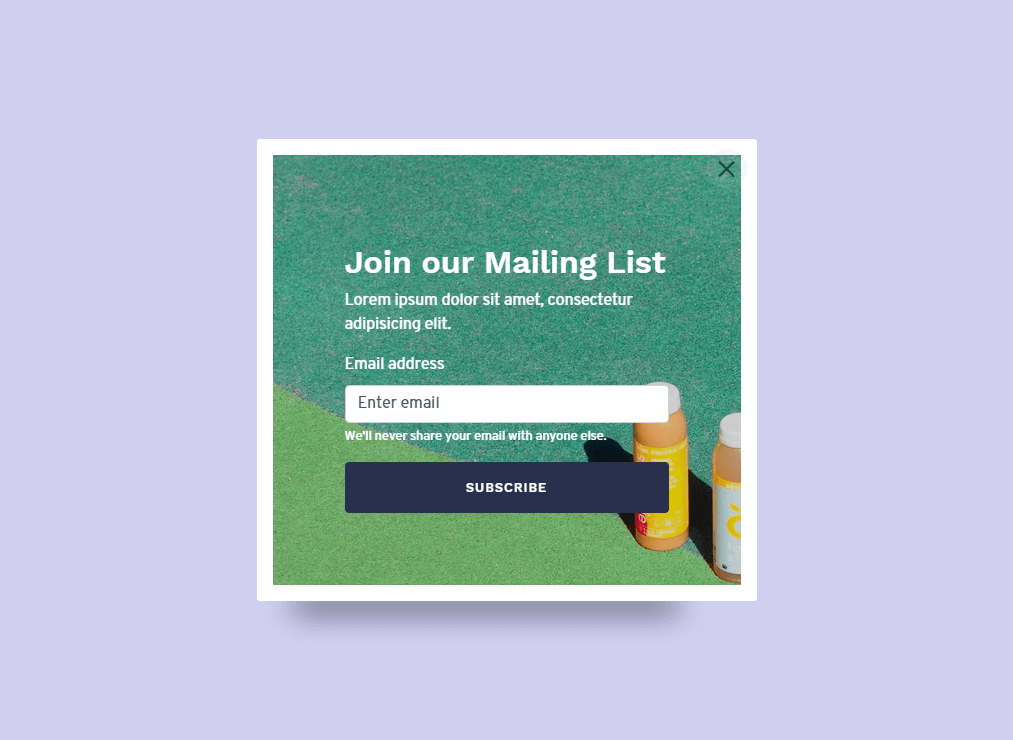 Join our Mailing List
Lorem ipsum dolor sit amet, consectetur
adipisicing elit.
Email address
Enter email
We'll never share your email with anyone else.
SUBSCRIBE